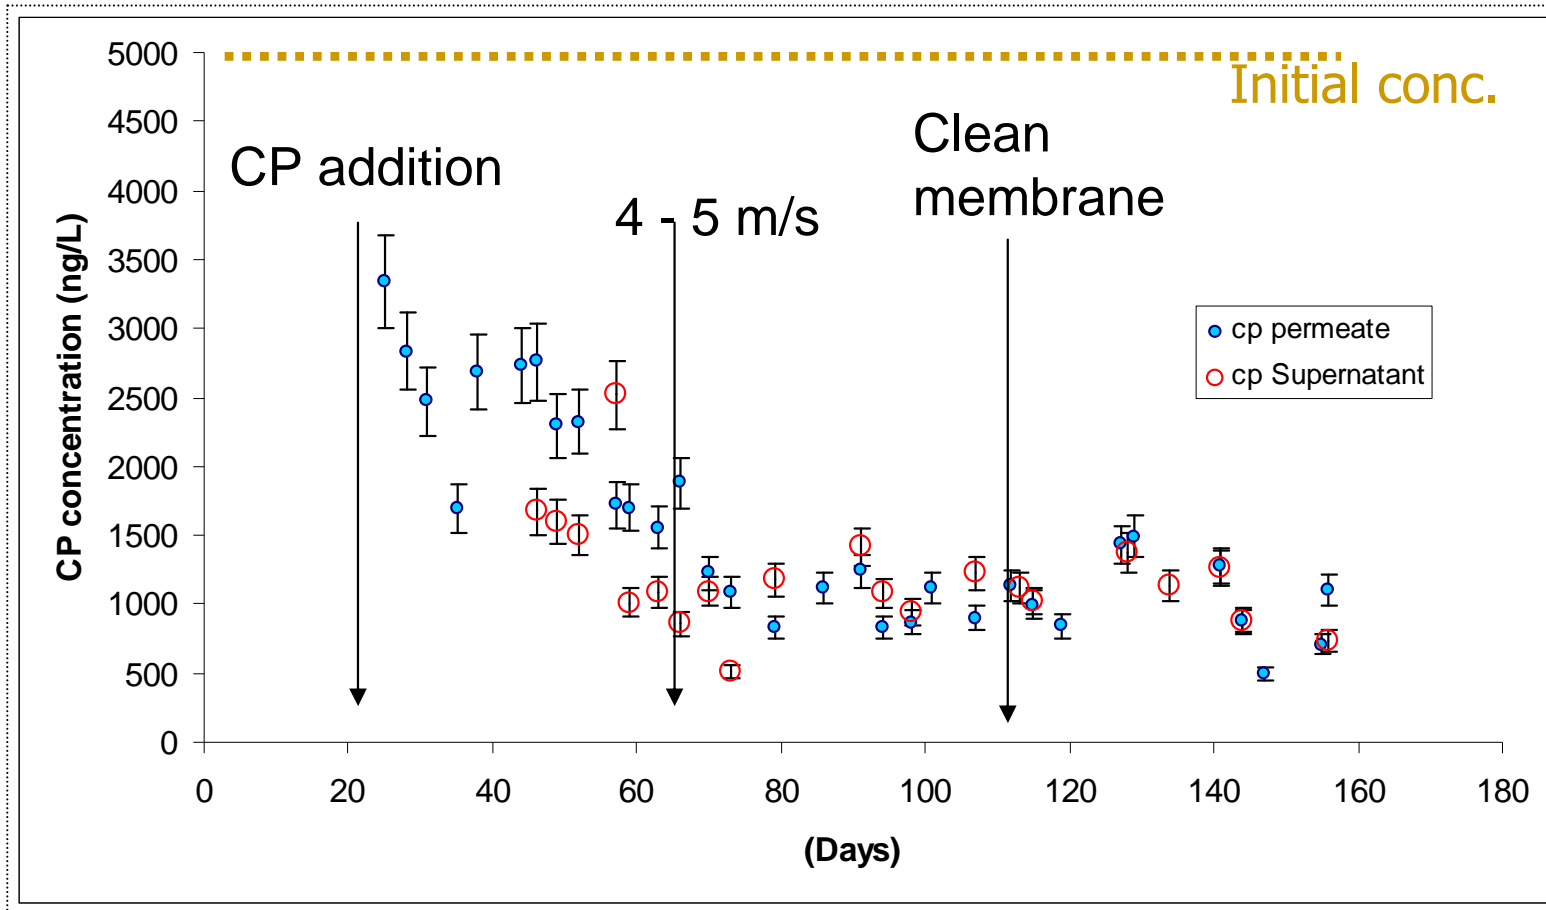 5000
4500
4000
3500
3000
2500
2000
1500
1000
500
0
CP concentration (ng/L)
Initial conc.
CP addition
4 - 5 m/s
Clean
membrane
cp permeate
cp Supernatant
0 20 40 60 80 100 120 140 160 180
(Days)